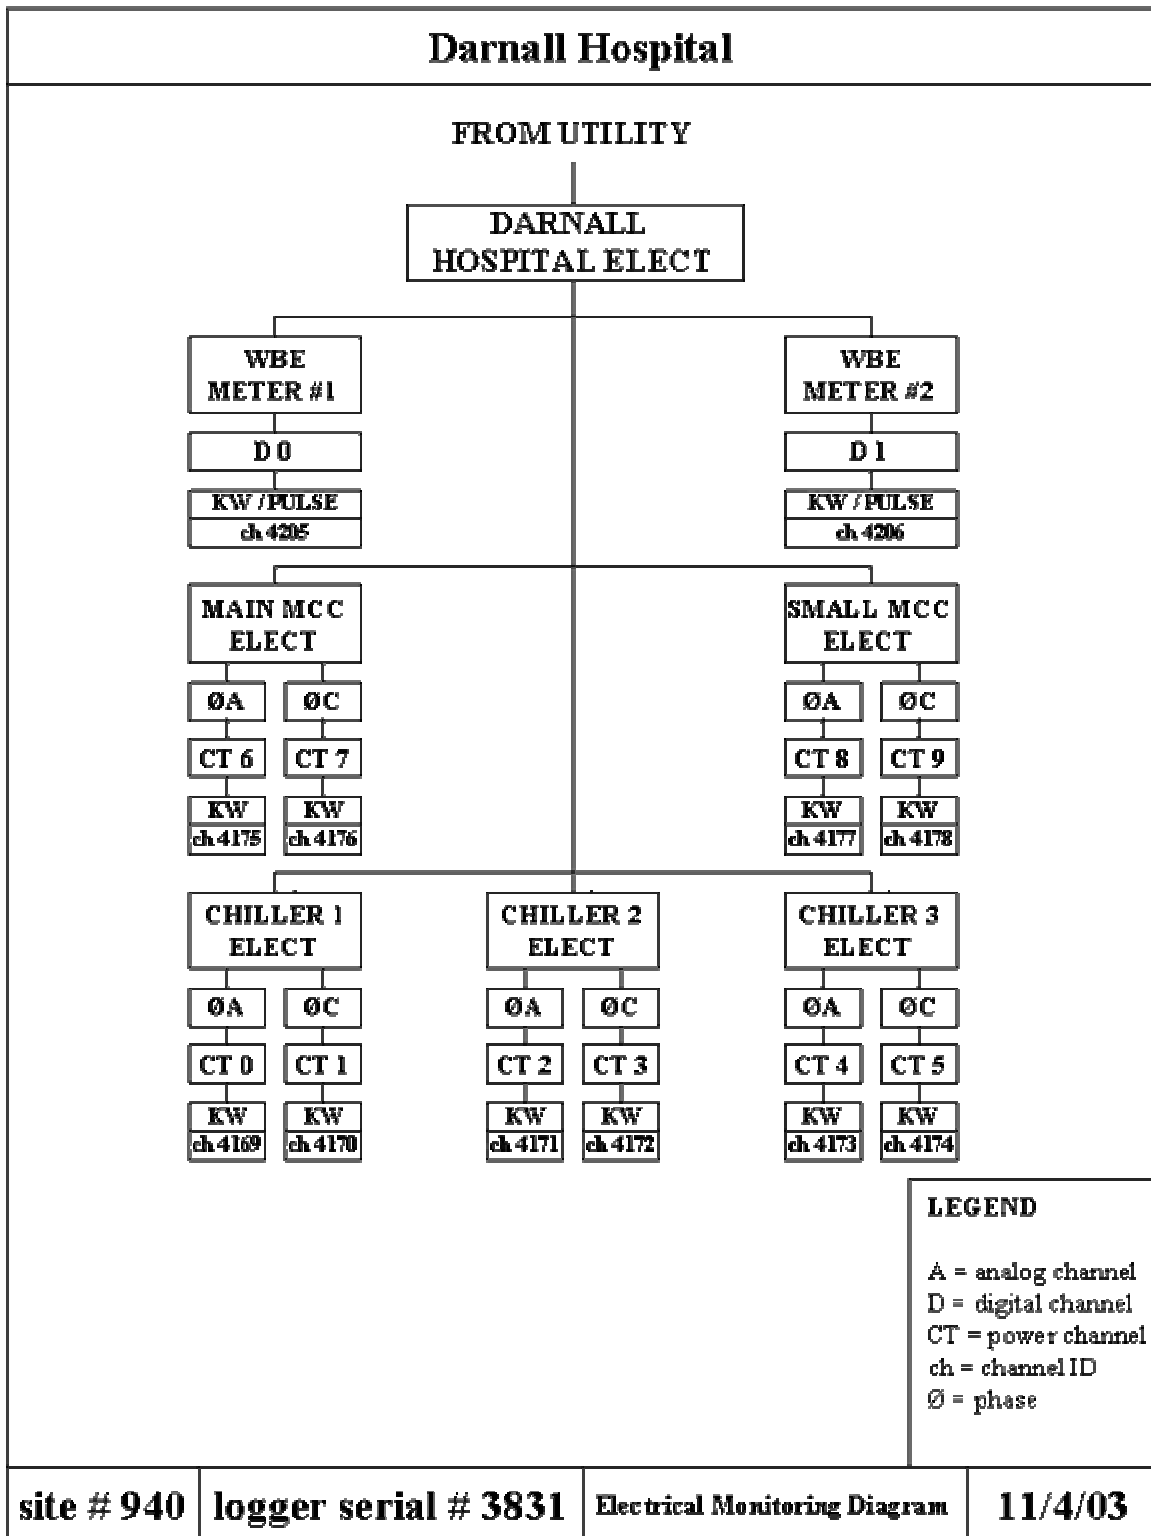 Darnall Hospital
FROM UTILITY
DARNALL
HOSPITAL ELECT
WBE
METER #1
WBE
METER #2
D 0
D 1
KW / PULSE
ch 4205
KW / PULSE
ch 4206
MAIN MCC
ELECT
SMALL MCC
ELECT
ØA ØC
ØA ØC
CT 6 CT 7
CT 8 CT 9
KW KW
ch 4175 ch 4176
KW KW
ch 4177 ch 4178
CHILLER 1
ELECT
CHILLER 2
ELECT
CHILLER 3
ELECT
ØA ØC
ØA ØC
ØA ØC
CT 0 CT 1
CT 2 CT 3
CT 4 CT 5
KW KW
ch 4169 ch 4170
KW KW
ch 4171 ch 4172
KW KW
ch 4173 ch 4174
LEGEND
A = analog channel
D = digital channel
CT = power channel
ch = channel ID
Ø = phase
site # 940
logger serial # 3831
Electrical Monitoring Diagram
11/4/03